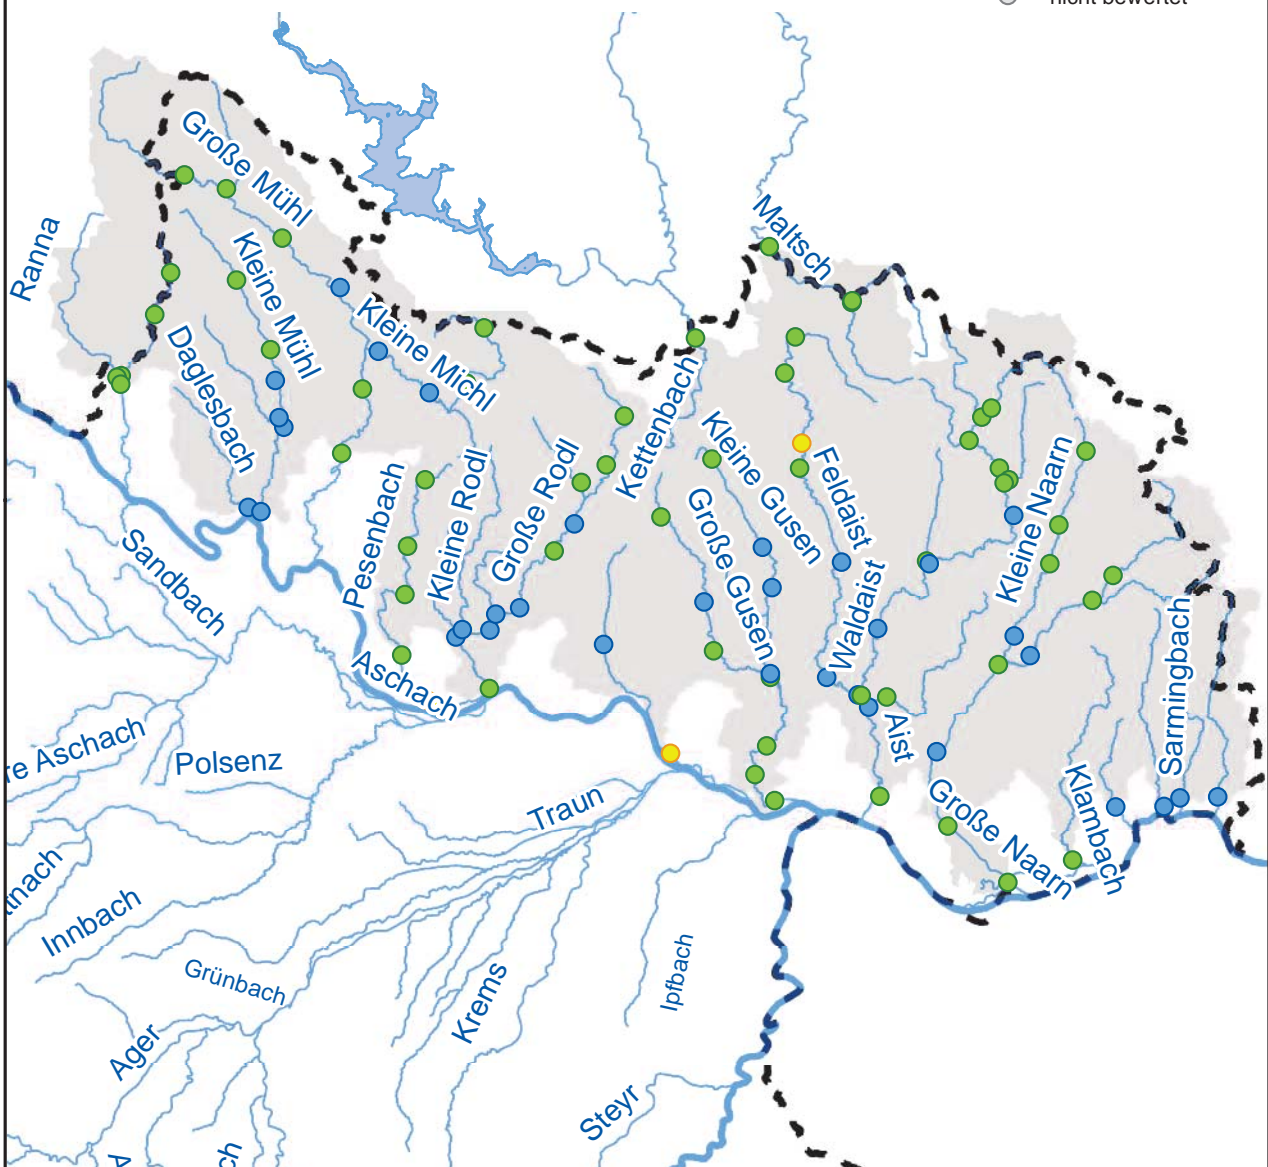 nicht bewertet
Große Mühl
Maltsch
Ranna
Kleine Mühl
Kleine Michl
Daglesbach
Kettenbach
Kleine Gusen
Feldaist
Kleine Naarn
Pesenbach
Kleine Rodl
Große Rodl
Große Gusen
Waldaist
Sandbach
Sarmingbach
Aschach
Aist
re Aschach
Polsenz
Traun
Große Naarn
Klambach
ttnach
Innbach
Grünbach
Krems
Ipfbach
Ager
Steyr
A
ch